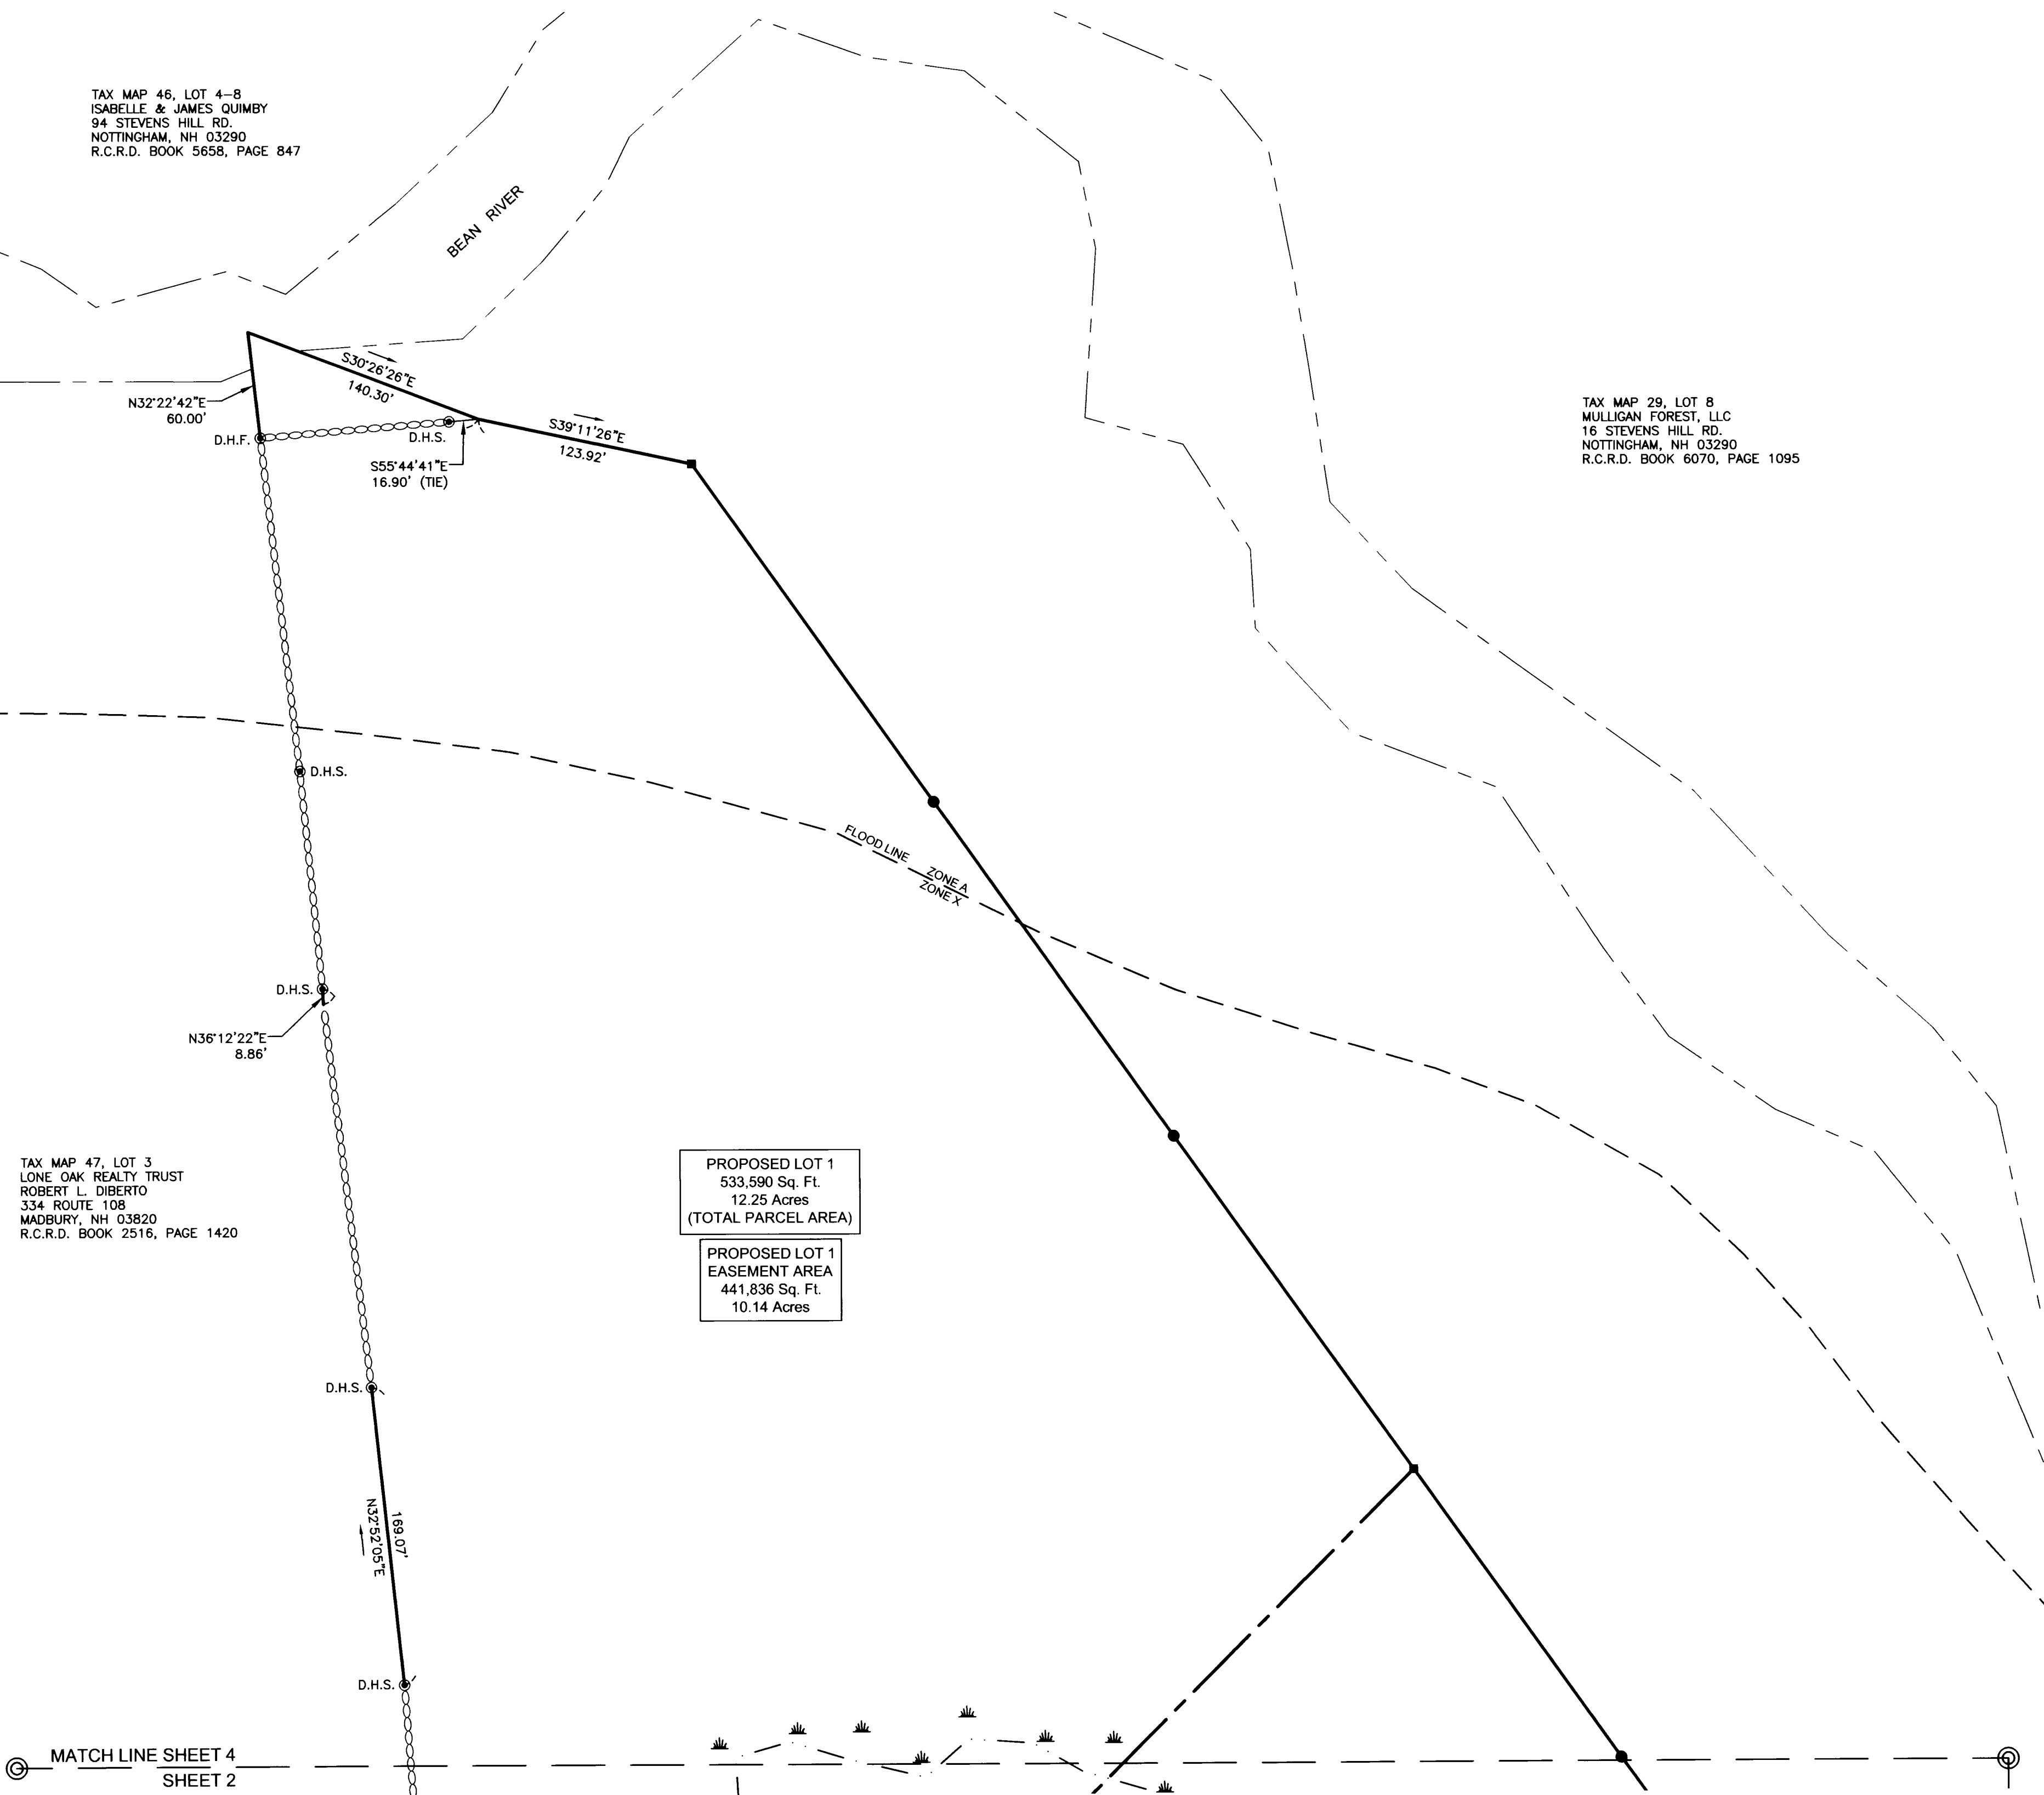 TAX MAP 46, LOT 4-8
ISABELLE & JAMES QUIMBY
94 STEVENS HILL RD.
NOTTINGHAM, NH 03290
R.C.R.D. BOOK 5658, PAGE 847
BEAN RIVER
S30°26'26"E
140.30'
N32°22'42"E
60.00'
D.H.F.
D.H.S.
S39°11'26"E
123.92'
S55°44'41"E
16.90' (TIE)
TAX MAP 29, LOT 8
MULLIGAN FOREST, LLC
16 STEVENS HILL RD.
NOTTINGHAM, NH 03290
R.C.R.D. BOOK 6070, PAGE 1095
D.H.S.
FLOOD LINE
ZONE A
ZONE X
D.H.S.
N36°12'22"E
8.86'
TAX MAP 47, LOT 3
LONE OAK REALTY TRUST
ROBERT L. DIBERTO
334 ROUTE 108
MADBURY, NH 03820
R.C.R.D. BOOK 2516, PAGE 1420
PROPOSED LOT 1
533,590 Sq. Ft.
12.25 Acres
(TOTAL PARCEL AREA)
PROPOSED LOT 1
EASEMENT AREA
441,836 Sq. Ft.
10.14 Acres
D.H.S.
169.07'
N32°52'05"E
D.H.S.
MATCH LINE SHEET 4
SHEET 2